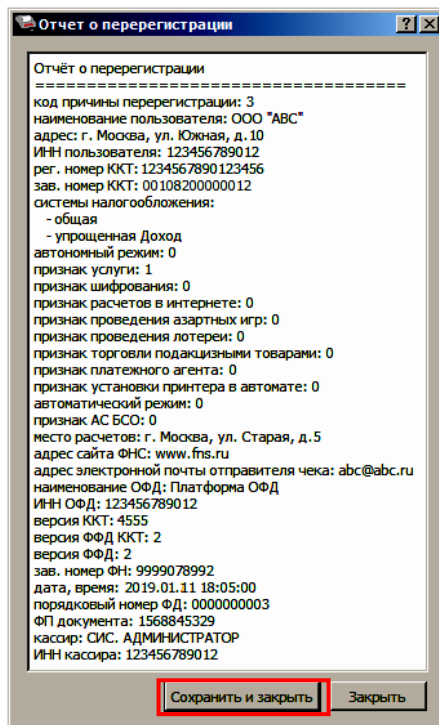 Отчет о перерегистрации
Отчёт о перерегистрации
====================================
код причины перерегистрации: 3
наименование пользователя: ООО "АВС"
адрес: г. Москва, ул. Южная, д.10
ИНН пользователя: 123456789012
рег. номер ККТ: 1234567890123456
зав. номер ККТ: 00108200000012
системы налогообложения:
- общая
- упрощенная Доход
автономный режим: 0
признак услуги: 1
признак шифрования: 0
признак расчетов в интернете: 0
признак проведения азартных игр: 0
признак проведения лотереи: 0
признак торговли подакцизными товарами: 0
признак платежного агента: 0
признак установки принтера в автомате: 0
автоматический режим: 0
признак АС БСО: 0
место расчетов: г. Москва, ул. Старая, д.5
адрес сайта ФНС: www.fns.ru
адрес электронной почты отправителя чека: abc@abc.ru
наименование ОФД: Платформа ОФД
ИНН ОФД: 123456789012
версия ККТ: 4555
версия ФФД ККТ: 2
версия ФФД: 2
зав. номер ФН: 9999078992
дата, время: 2019.01.11 18:05:00
порядковый номер ФД: 0000000003
ФП документа: 1568845329
кассир: СИС. АДМИНИСТРАТОР
ИНН кассира: 123456789012
Сохранить и закрыть Закрыть